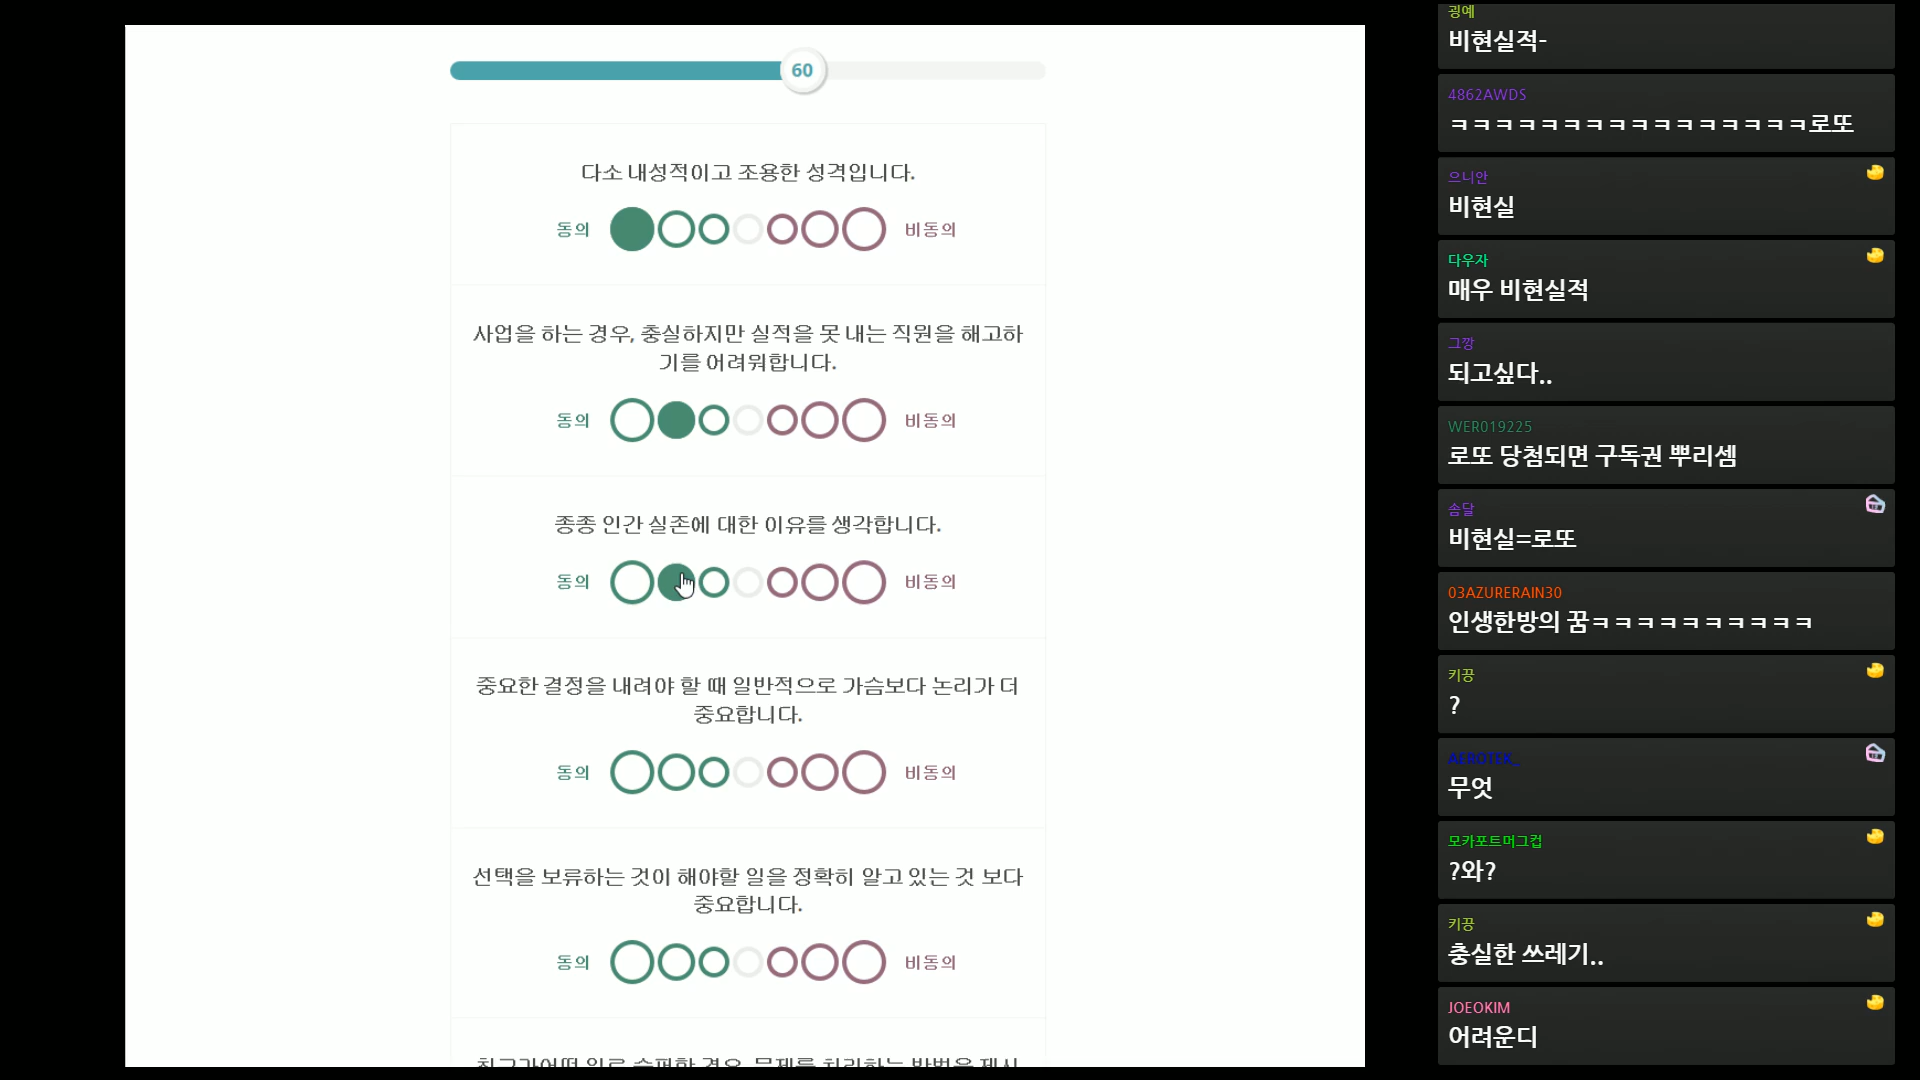 60
다소 내성적이고 조용한 성격입니다.
동의
비동의
사업을 하는 경우, 충실하지만 실적을 못 내는 직원을 해고하
기를 어려워합니다.
동의
비동의
종종 인간 실존에 대한 이유를 생각합니다.
동의
비동의
중요한 결정을 내려야 할 때 일반적으로 가슴보다 논리가 더
중요합니다.
동의
비동의
선택을 보류하는 것이 해야할 일을 정확히 알고 있는 것 보다
중요합니다.
동의
비동의
굉예
비현실적-
4862AWDS
ㅋㅋㅋㅋㅋㅋㅋㅋㅋㅋㅋㅋㅋㅋㅋㅋ로또
으니안
비현실
다우자
매우 비현실적
그깡
되고싶다..
WER019225
로또 당첨되면 구독권 뿌리셈
솜달
비현실=로또
03AZURERAIN30
인생한방의 꿈ㅋㅋㅋㅋㅋㅋㅋㅋㅋㅋ
키끙
?
AEROTEK_
무엇
모카포트머그컵
?와?
키끙
충실한 쓰레기..
JOEOKIM
어려운디